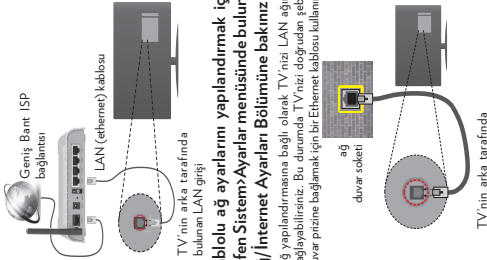 Geniş Bant ISP
bağlantısı
LAN (ethernet) kablosu
TV'nin arka tarafında
bulunan LAN girişi
ablolu ağ ayarlarını yapılandırmak iç
fen Sistem>Ayarlar menüsünde bulur
/İnternet Ayarları Bölümüne bakınız
ğ yapılandırmasına bağlı olarak TV'nizi LAN ağın
ağlayabilirsiniz. Bu durumda TV'nizi doğrudan şeb
uvar prizine bağlamak için bir Ethernet kablosu kullanı
ağ
duvar soketi
TV'nin arka tarafında